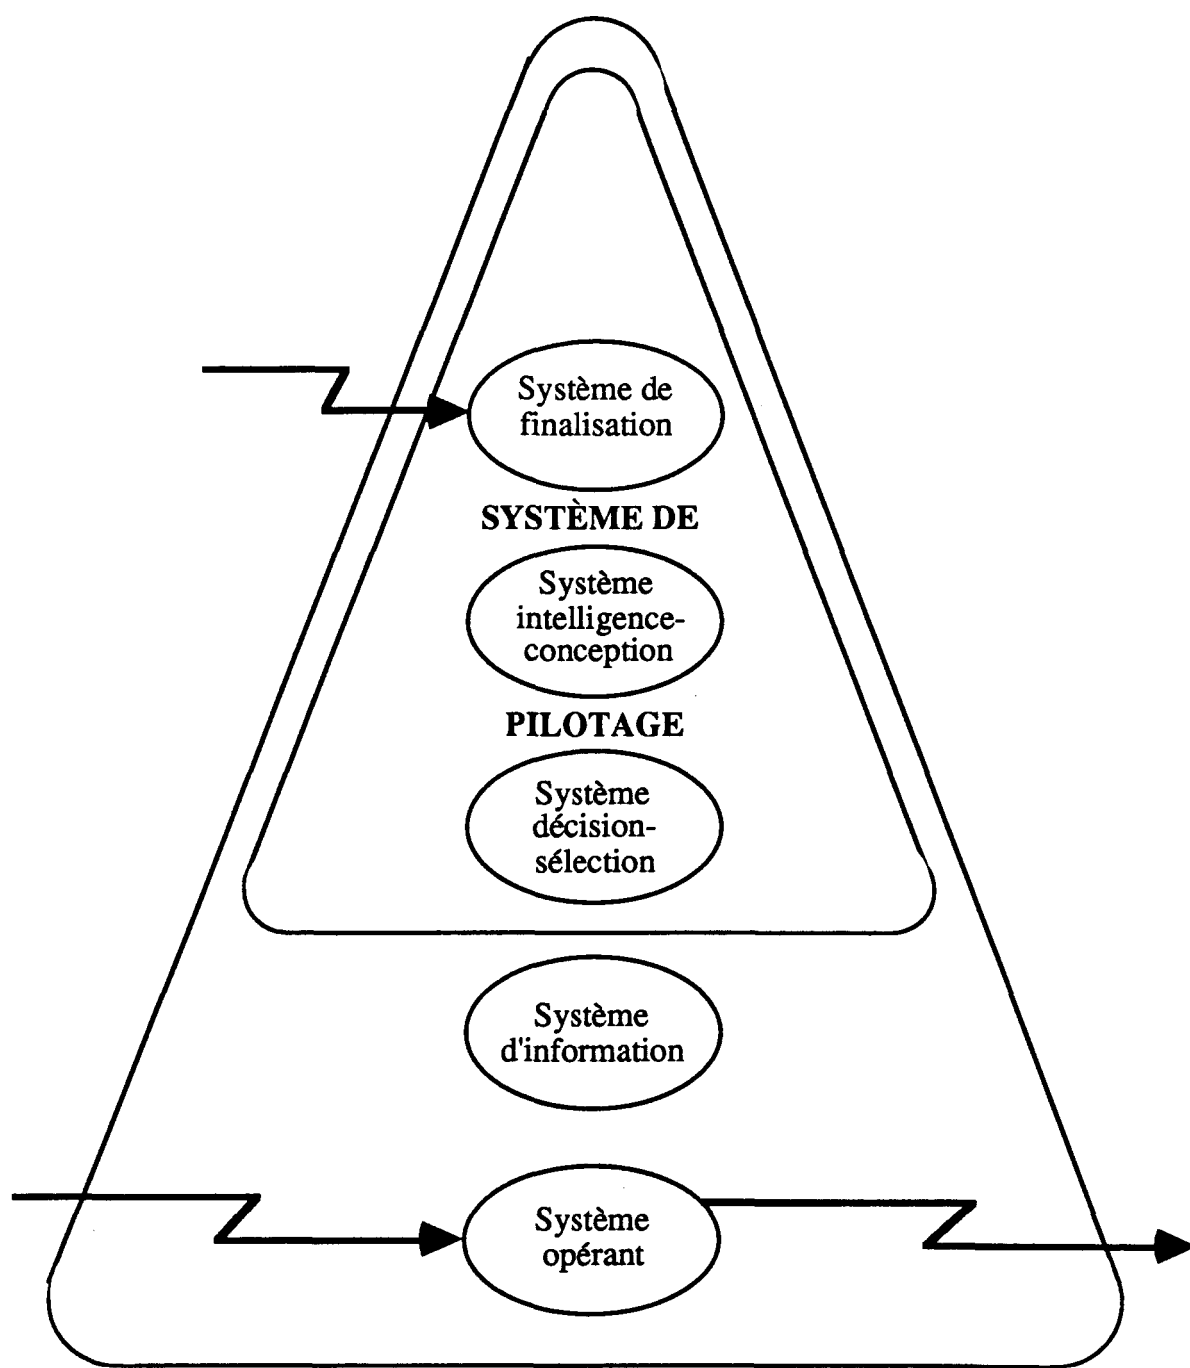 Système de
finalisation
SYSTÈME DE
Système
intelligence-
conception
PILOTAGE
Système
décision-
sélection
Système
d'information
Système
opérant